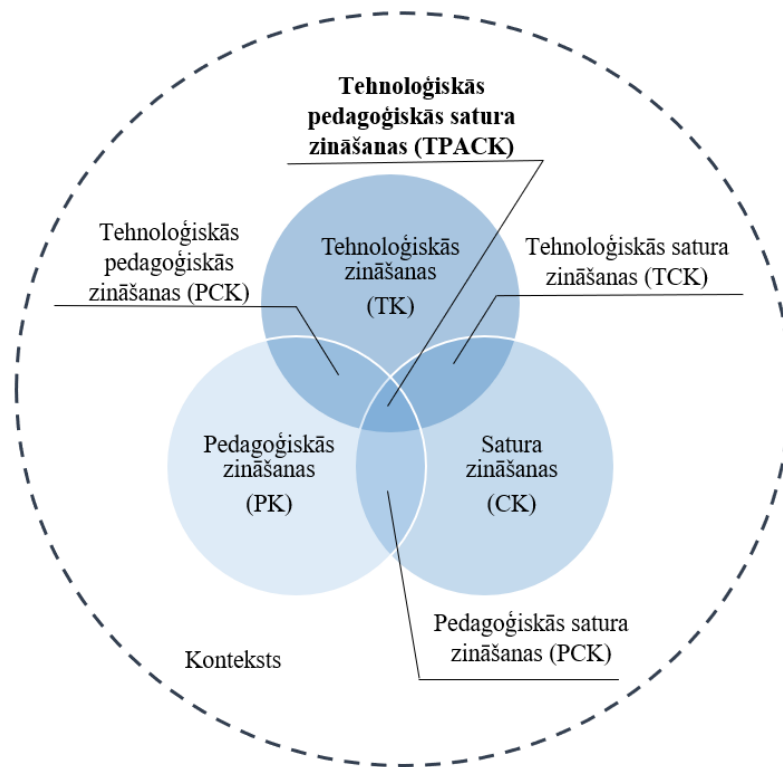 Tehnoloģiskās
pedagoģiskās satura
zināšanas (TPACK)
Tehnoloģiskās
pedagoģiskās
zināšanas (PCK)
Tehnoloģiskās
zināšanas
(TK)
Tehnoloģiskās satura
zināšanas (TCK)
Pedagoģiskās
zināšanas
(PK)
Satura
zināšanas
(CK)
Pedagoģiskās satura
zināšanas (PCK)
Konteksts